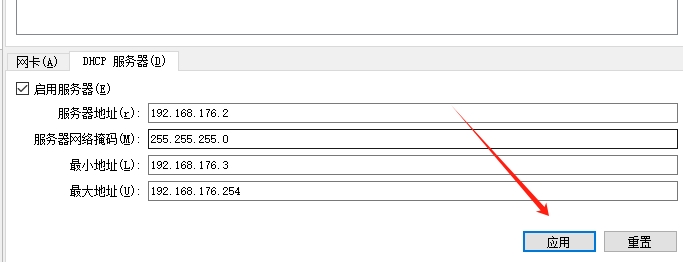 网卡(A) DHCP 服务器(D)
启用服务器(E)
服务器地址(r): 192.168.176.2
服务器网络掩码(M): 255.255.255.0
最小地址(L): 192.168.176.3
最大地址(U): 192.168.176.254
应用 重置